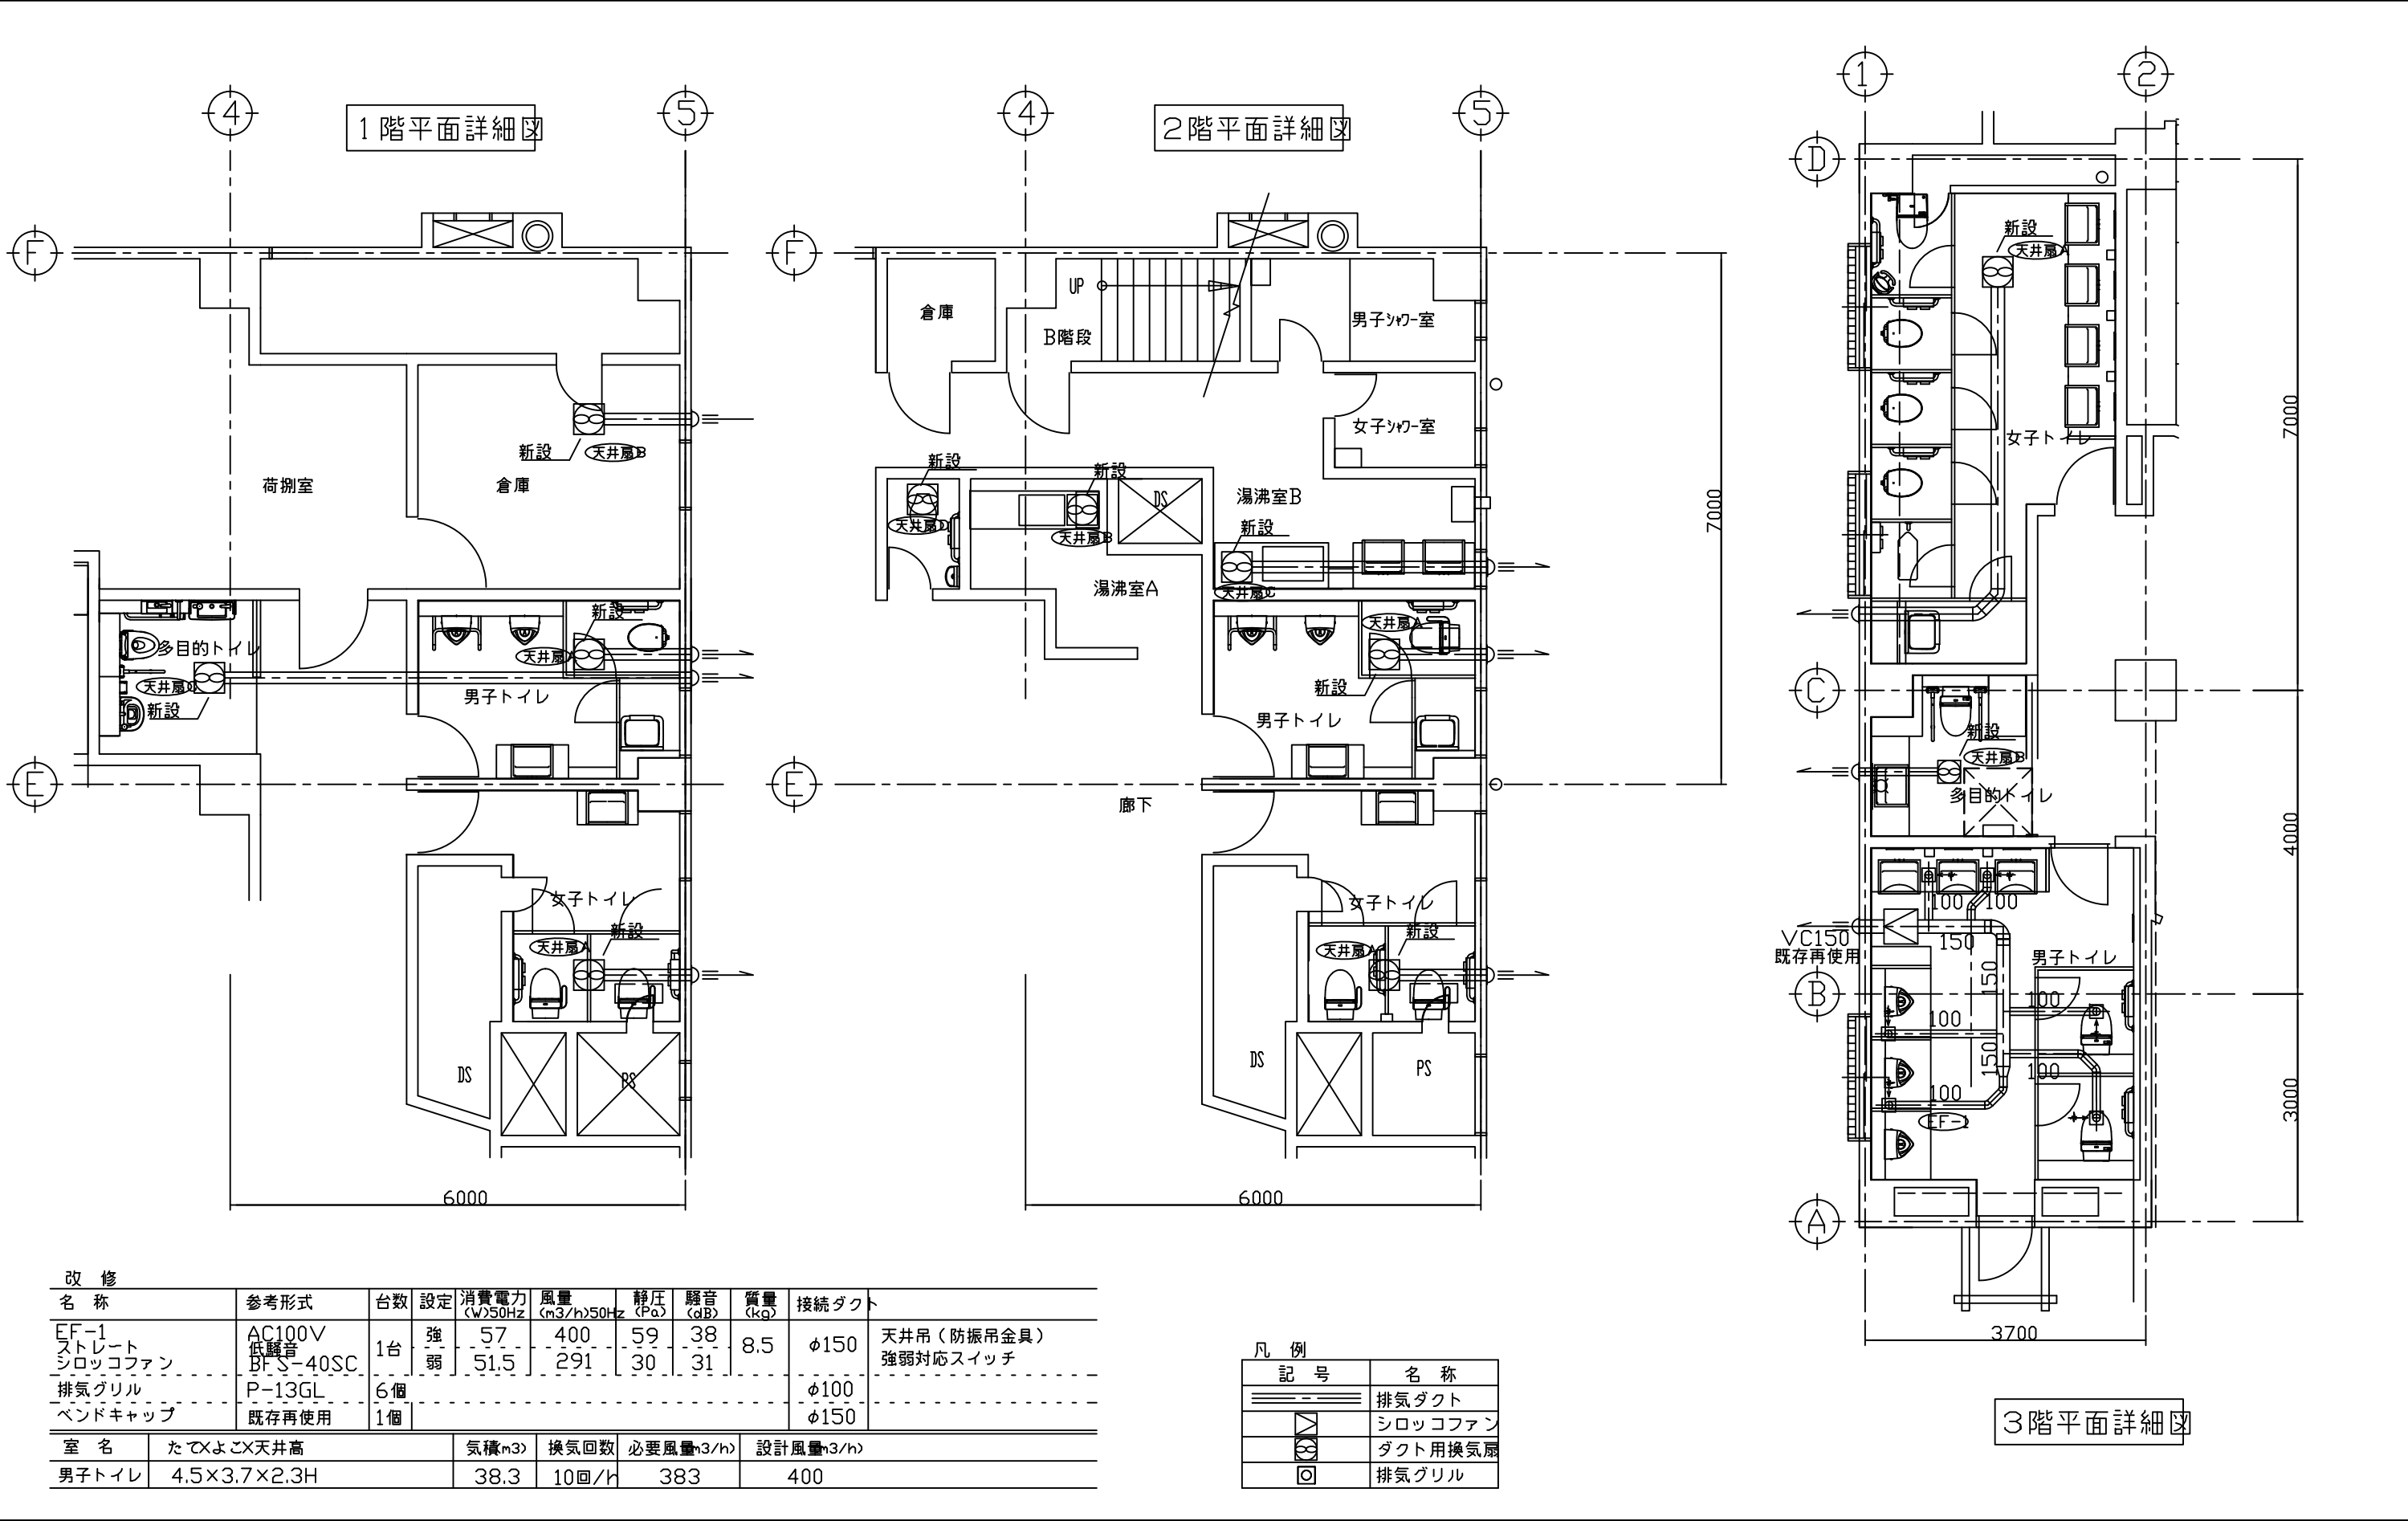 1階平面詳細図
4
5
F
新設
天井扇B
荷捌室
倉庫
新設
天井扇A
多目的トイレ
天井扇C
新設
男子トイレ
E
女子トイレ
新設
天井扇A
DS
PS
6000
2階平面詳細図
4
5
F
UP
倉庫
B階段
男子シャワー室
女子シャワー室
新設
新設
DS
湯沸室B
天井扇D
天井扇B
新設
7000
湯沸室A
天井扇C
天井扇A
新設
男子トイレ
E
廊下
女子トイレ
新設
天井扇A
DS
PS
6000
1
2
D
新設
天井扇A
7000
女子トイレ
C
新設
天井扇B
多目的トイレ
4000
100
100
VC150
150
既存再使用
男子トイレ
150
B
100
100
150
100
100
EF-1
3000
A
3700
3階平面詳細図
改 修
名 称 参考形式 台数 設定 消費電力(W)50Hz 風量(m3/h)50Hz 静圧(Pa)騒音(dB) 質量(kg) 接続ダクト
EF-1 AC100V 強 57 400 59 38 天井吊(防振吊金具)
ストレート 低騒音 1台 8.5 φ150
シロッコファン BFS-40SC 弱 51.5 291 30 31 強弱対応スイッチ
排気グリル P-13GL 6個 φ100
ベンドキャップ 既存再使用 1個 φ150
室 名 たて×よこ×天井高 気積(m3) 換気回数 必要風量m3/h) 設計風量m3/h)
男子トイレ 4.5×3.7×2.3H 38.3 10回/h 383 400
凡 例
記 号 名 称
排気ダクト
シロッコファン
ダクト用換気扇
排気グリル